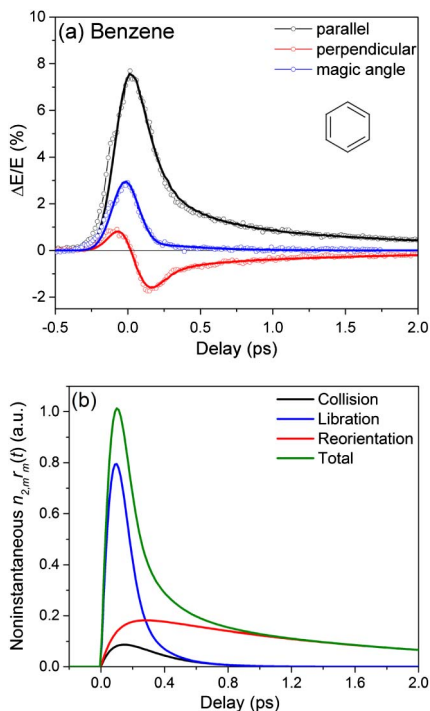 (a) Benzene
parallel
perpendicular
magic angle
ΔE/E (%)
8
6
4
2
0
-2
-0.5 0.0 0.5 1.0 1.5 2.0
Delay (ps)
(b)
Collision
Libration
Reorientation
Total
Noninstantaneous n2,mrm(t) (a.u.)
1.0
0.8
0.6
0.4
0.2
0.0
0.0 0.4 0.8 1.2 1.6 2.0
Delay (ps)